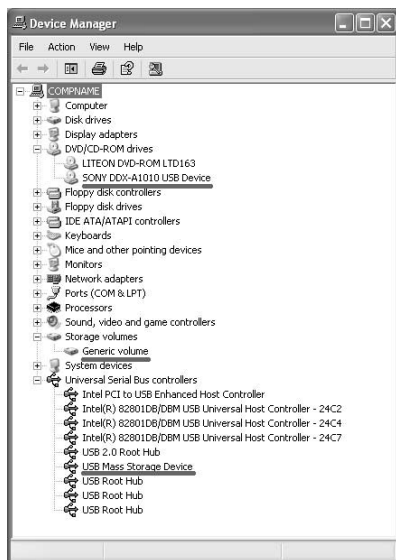 Device Manager
File Action View Help
COMPNAME
Computer
Disk drives
Display adapters
DVD/CD-ROM drives
LITEON DVD-ROM LTD163
SONY DDX-A1010 USB Device
Floppy disk controllers
Floppy disk drives
IDE ATA/ATAPI controllers
Keyboards
Mice and other pointing devices
Monitors
Network adapters
Ports (COM & LPT)
Processors
Sound, video and game controllers
Storage volumes
Generic volume
System devices
Universal Serial Bus controllers
Intel PCI to USB Enhanced Host Controller
Intel(R) 82801DB/DBM USB Universal Host Controller - 24C2
Intel(R) 82801DB/DBM USB Universal Host Controller - 24C4
Intel(R) 82801DB/DBM USB Universal Host Controller - 24C7
USB 2.0 Root Hub
USB Mass Storage Device
USB Root Hub
USB Root Hub
USB Root Hub